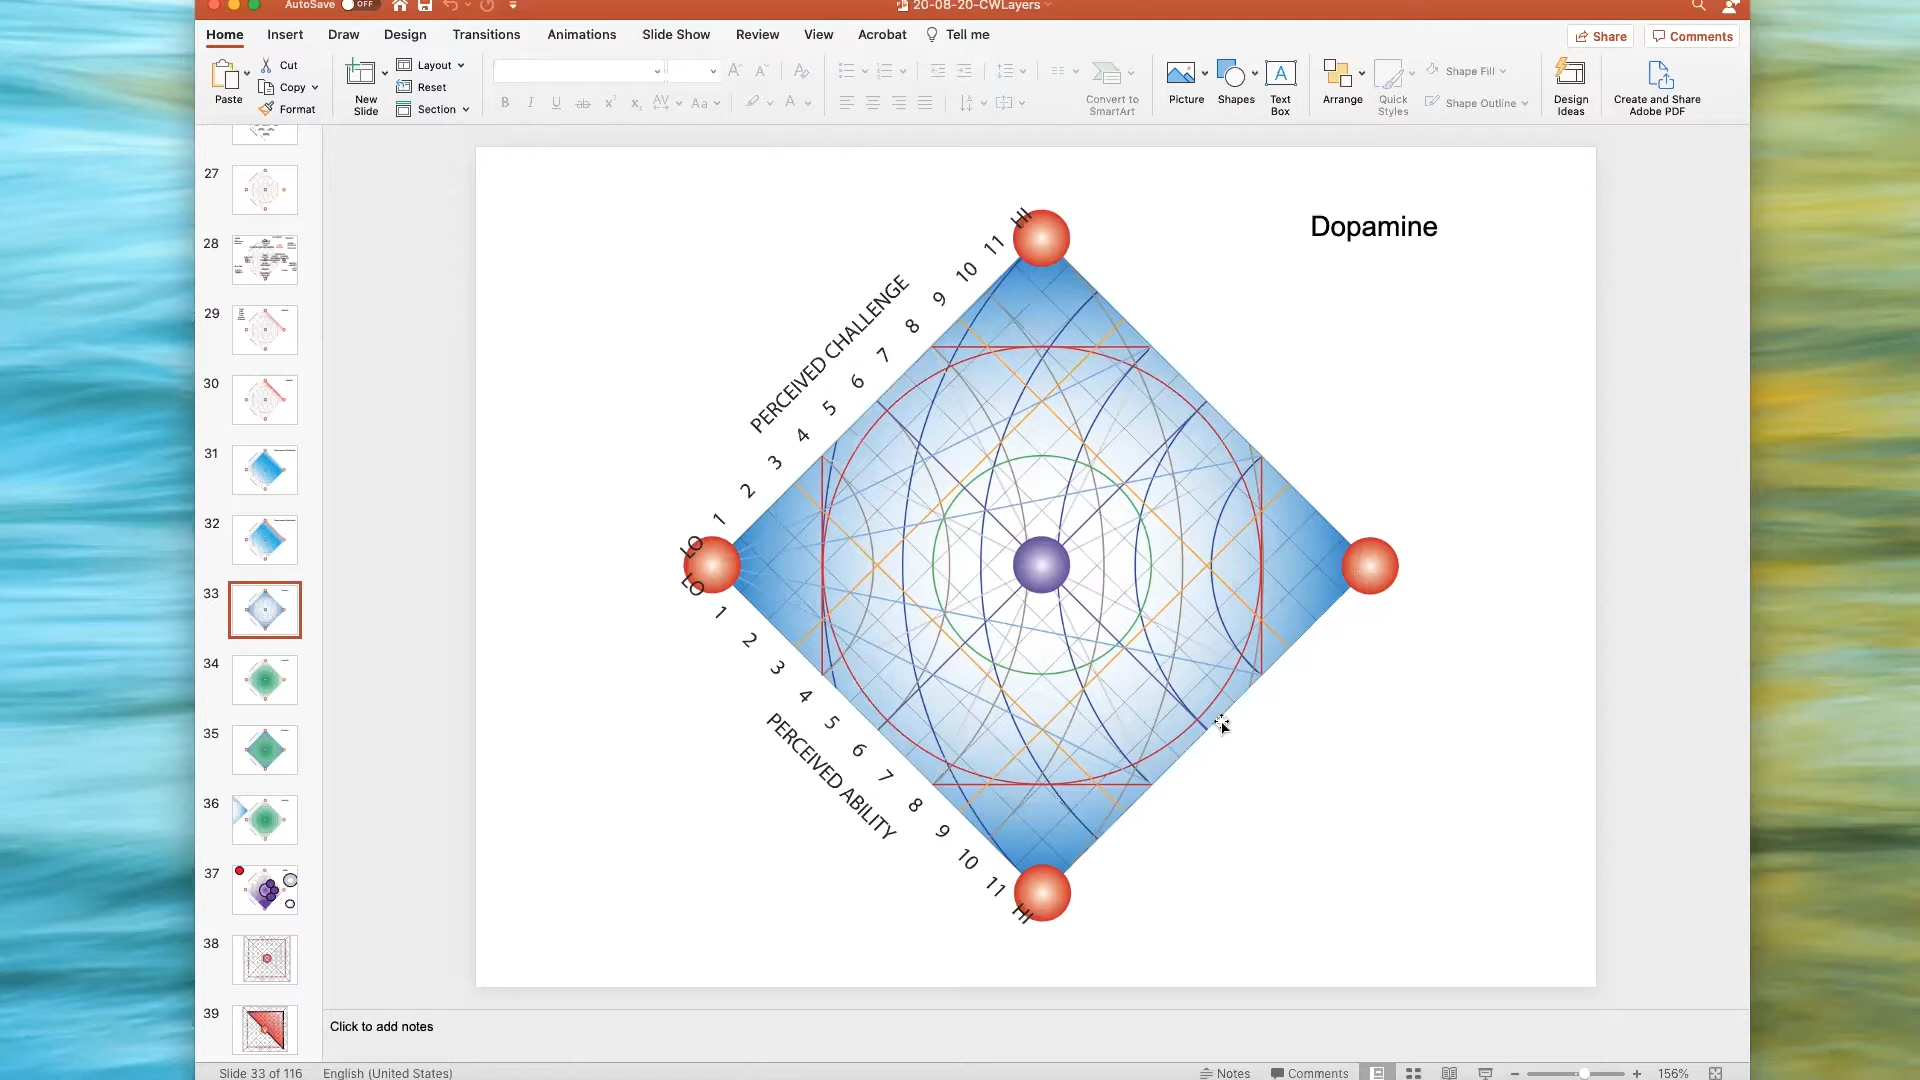 AutoSave OFF
20-08-20-CWLayers
Home Insert Draw Design Transitions Animations Slide Show Review View Acrobat Tell me
Share Comments
Paste
Cut
Copy
Format
New Slide
Layout
Reset
Section
B I U ab x² x₂ AV Aa A
Convert to SmartArt
Picture
Shapes
Text Box
Arrange
Quick Styles
Shape Fill
Shape Outline
Design Ideas
Create and Share Adobe PDF
27
28
29
30
31
32
33
34
35
36
37
38
39
Dopamine
PERCEIVED CHALLENGE
LO 1 2 3 4 5 6 7 8 9 10 11 HI
LO 1 2 3 4 5 6 7 8 9 10 11 HI
PERCEIVED ABILITY
Click to add notes
Slide 33 of 116 English (United States)
Notes Comments 156%